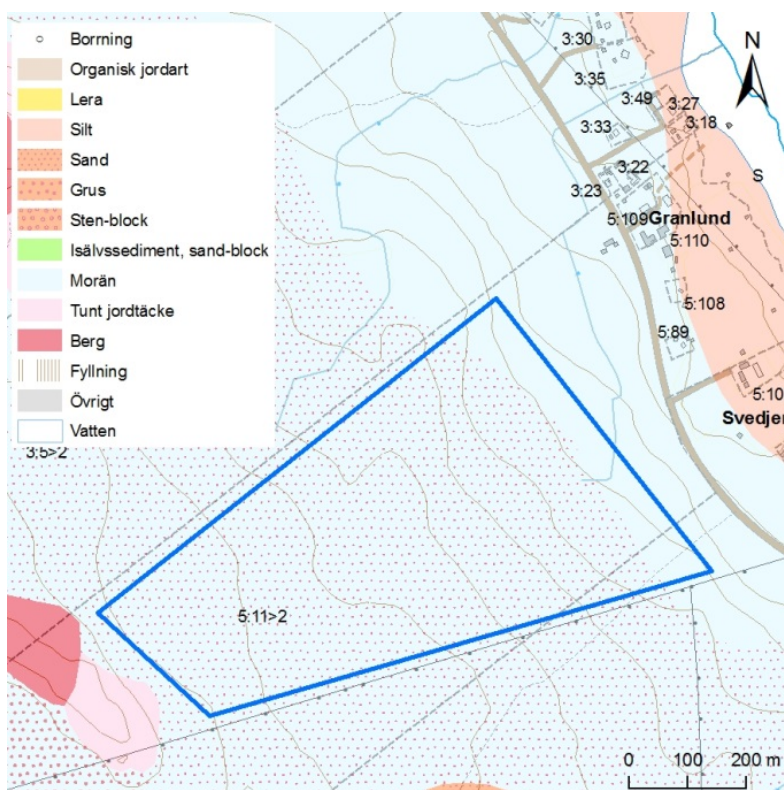 Borrning
Organisk jordart
Lera
Silt
Sand
Grus
Sten-block
Isälvssediment, sand-block
Morän
Tunt jordtäcke
Berg
Fyllning
Övrigt
Vatten
N
3:30
3:35
3:49
3:27
3:18
3:33
3:22
3:23
S
5:109
Granlund
5:110
5:108
5:89
5:10
Svedjer
3:5>2
5:11>2
0 100 200 m